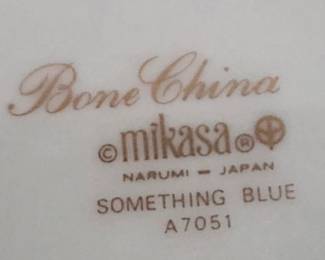 Bone China
© mikasa ®
NARUMI – JAPAN
SOMETHING BLUE
A7051